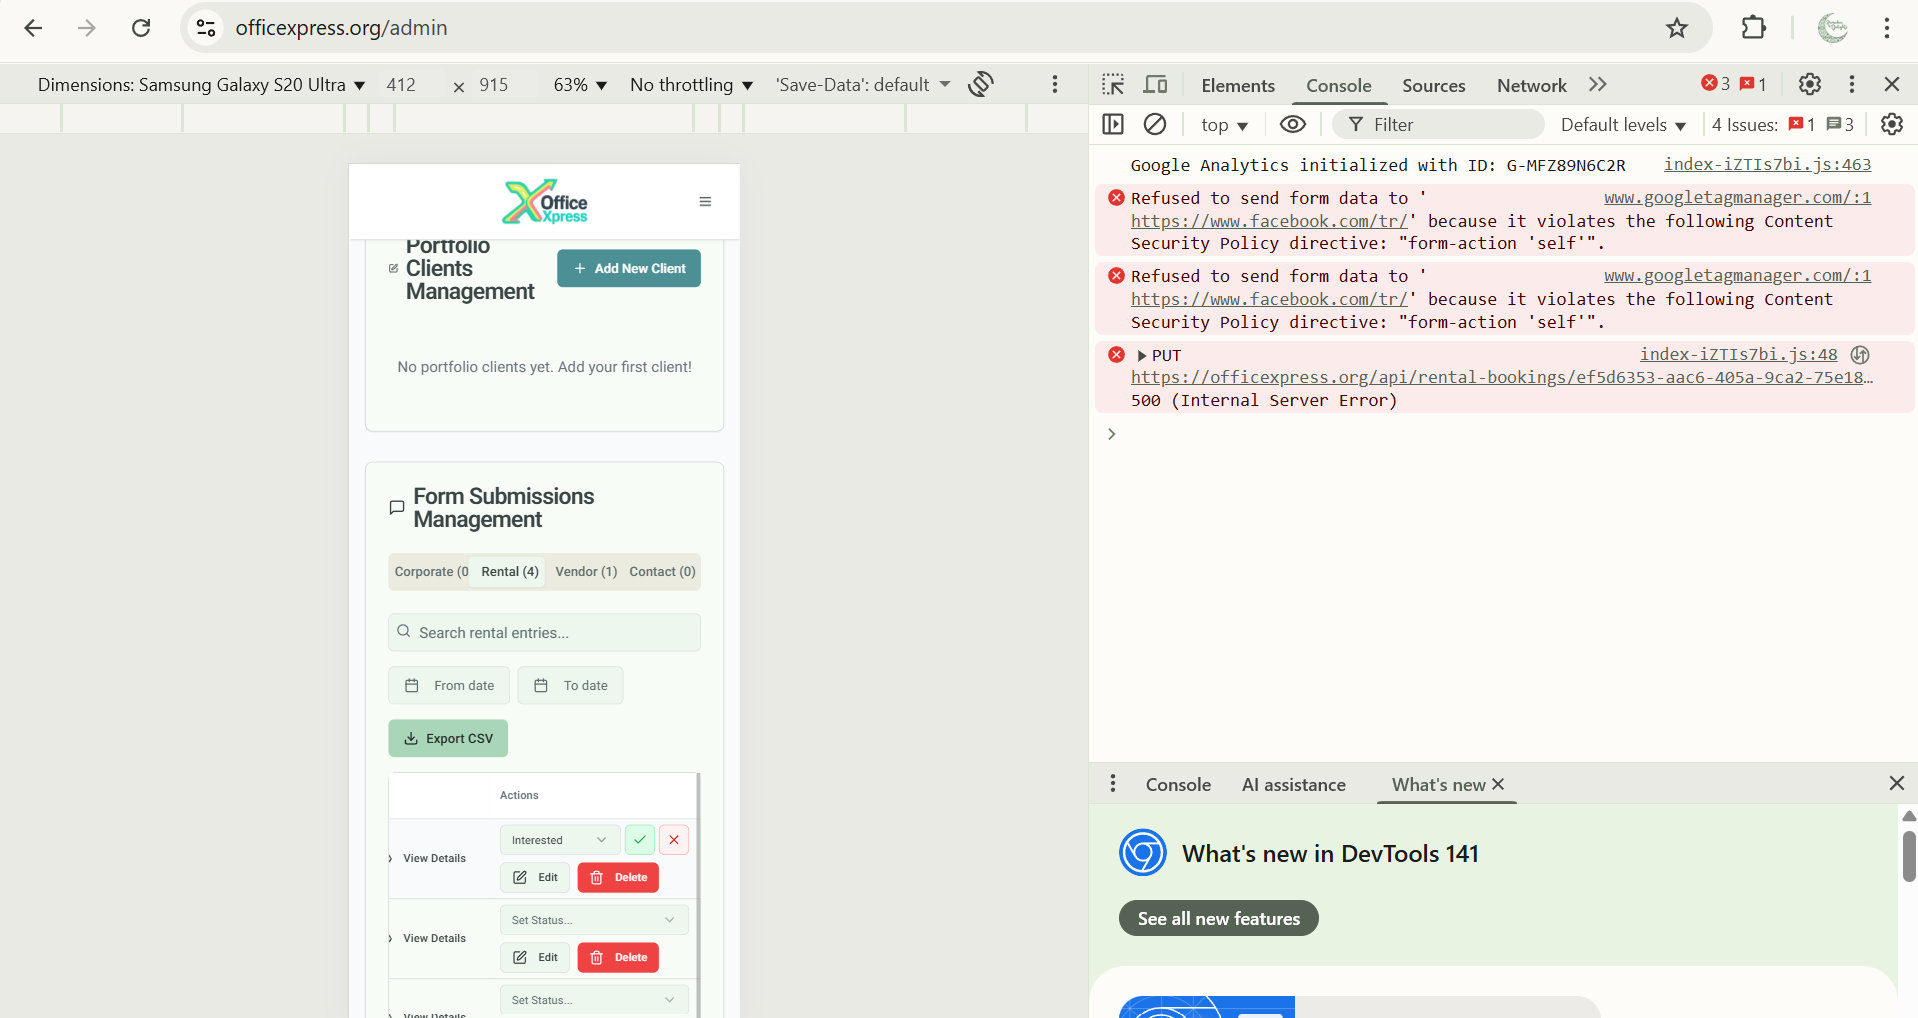 officexpress.org/admin
Dimensions: Samsung Galaxy S20 Ultra ▼ 412 × 915 63% ▼ No throttling ▼ 'Save-Data': default
Elements Console Sources Network 3 1
top ▼ Filter Default levels ▼ 4 Issues: 1 3
Google Analytics initialized with ID: G-MFZ89N6C2R index-iZTIs7bi.js:463
Refused to send form data to ' www.googletagmanager.com/:1
https://www.facebook.com/tr/' because it violates the following Content
Security Policy directive: "form-action 'self'".
Refused to send form data to ' www.googletagmanager.com/:1
https://www.facebook.com/tr/' because it violates the following Content
Security Policy directive: "form-action 'self'".
PUT index-iZTIs7bi.js:48
https://officexpress.org/api/rental-bookings/ef5d6353-aac6-405a-9ca2-75e18…
500 (Internal Server Error)
Office
Xpress
Portfolio
Clients
Management
+ Add New Client
No portfolio clients yet. Add your first client!
Form Submissions
Management
Corporate (0 Rental (4) Vendor (1) Contact (0)
Search rental entries...
From date To date
Export CSV
Actions
View Details Interested
Edit Delete
View Details Set Status...
Edit Delete
View Details Set Status...
Console AI assistance What's new
What's new in DevTools 141
See all new features